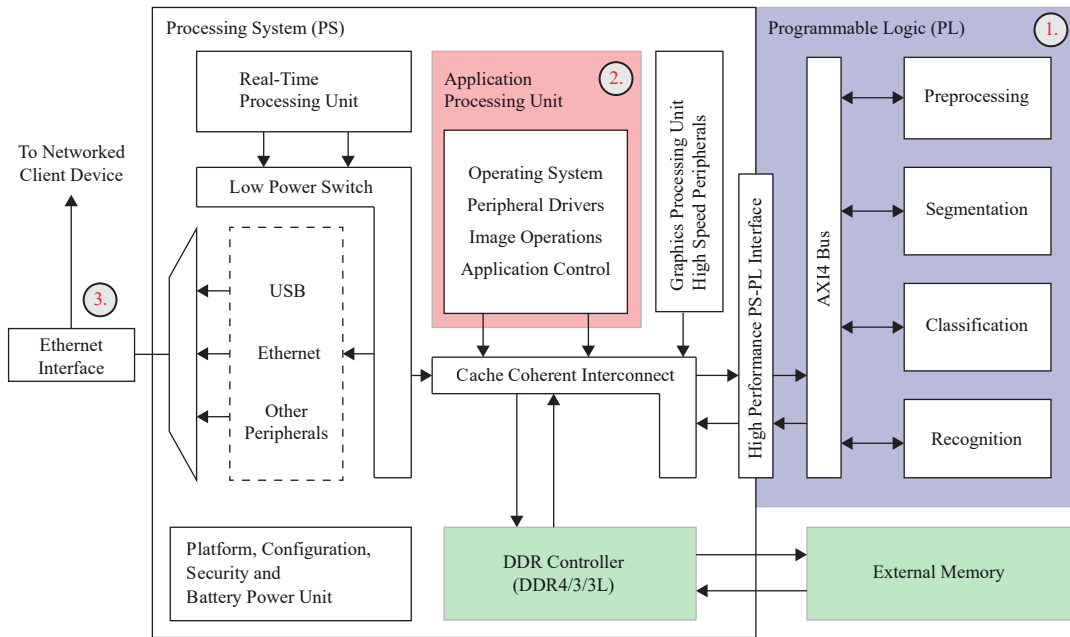 Processing System (PS)
Programmable Logic (PL)
1.
Real-Time
Processing Unit
Application
Processing Unit
2.
Graphics Processing Unit
High Speed Peripherals
Preprocessing
To Networked
Client Device
Low Power Switch
Operating System
Peripheral Drivers
Image Operations
Application Control
High Performance PS-PL Interface
AXI4 Bus
Segmentation
3.
USB
Ethernet
Interface
Ethernet
Cache Coherent Interconnect
Classification
Other
Peripherals
Recognition
Platform, Configuration,
Security and
Battery Power Unit
DDR Controller
(DDR4/3/3L)
External Memory